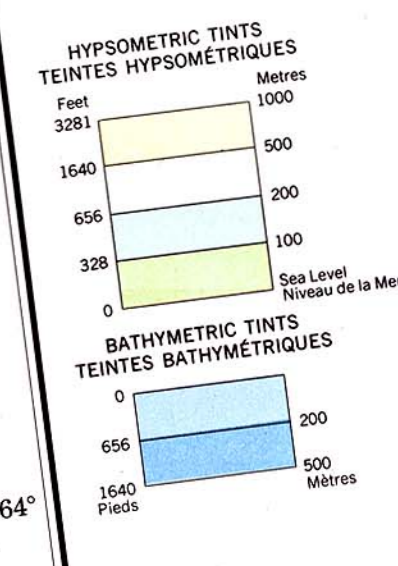 HYPSOMETRIC TINTS
TEINTES HYPSOMÉTRIQUES
Feet Metres
3281 1000
1640 500
656 200
328 100
0 Sea Level
Niveau de la Mer
BATHYMETRIC TINTS
TEINTES BATHYMÉTRIQUES
0
656 200
1640 500
Pieds Mètres
64°